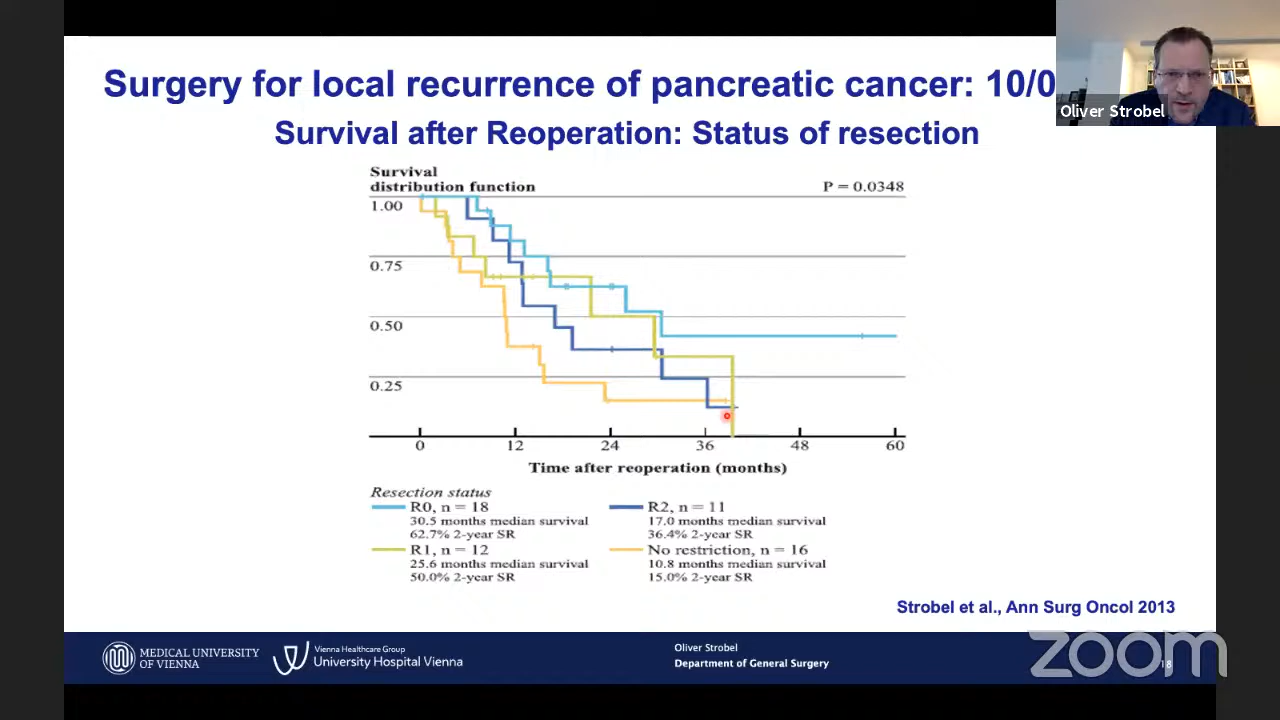 Surgery for local recurrence of pancreatic cancer: 10/0
Oliver Strobel
Survival after Reoperation: Status of resection
Survival
distribution function
P = 0.0348
1.00
0.75
0.50
0.25
0 12 24 36 48 60
Time after reoperation (months)
Resection status
R0, n = 18
30.5 months median survival
62.7% 2-year SR
R1, n = 12
25.6 months median survival
50.0% 2-year SR
R2, n = 11
17.0 months median survival
36.4% 2-year SR
No restriction, n = 16
10.8 months median survival
15.0% 2-year SR
Strobel et al., Ann Surg Oncol 2013
MEDICAL UNIVERSITY
OF VIENNA
Vienna Healthcare Group
University Hospital Vienna
Oliver Strobel
Department of General Surgery
zoom
18